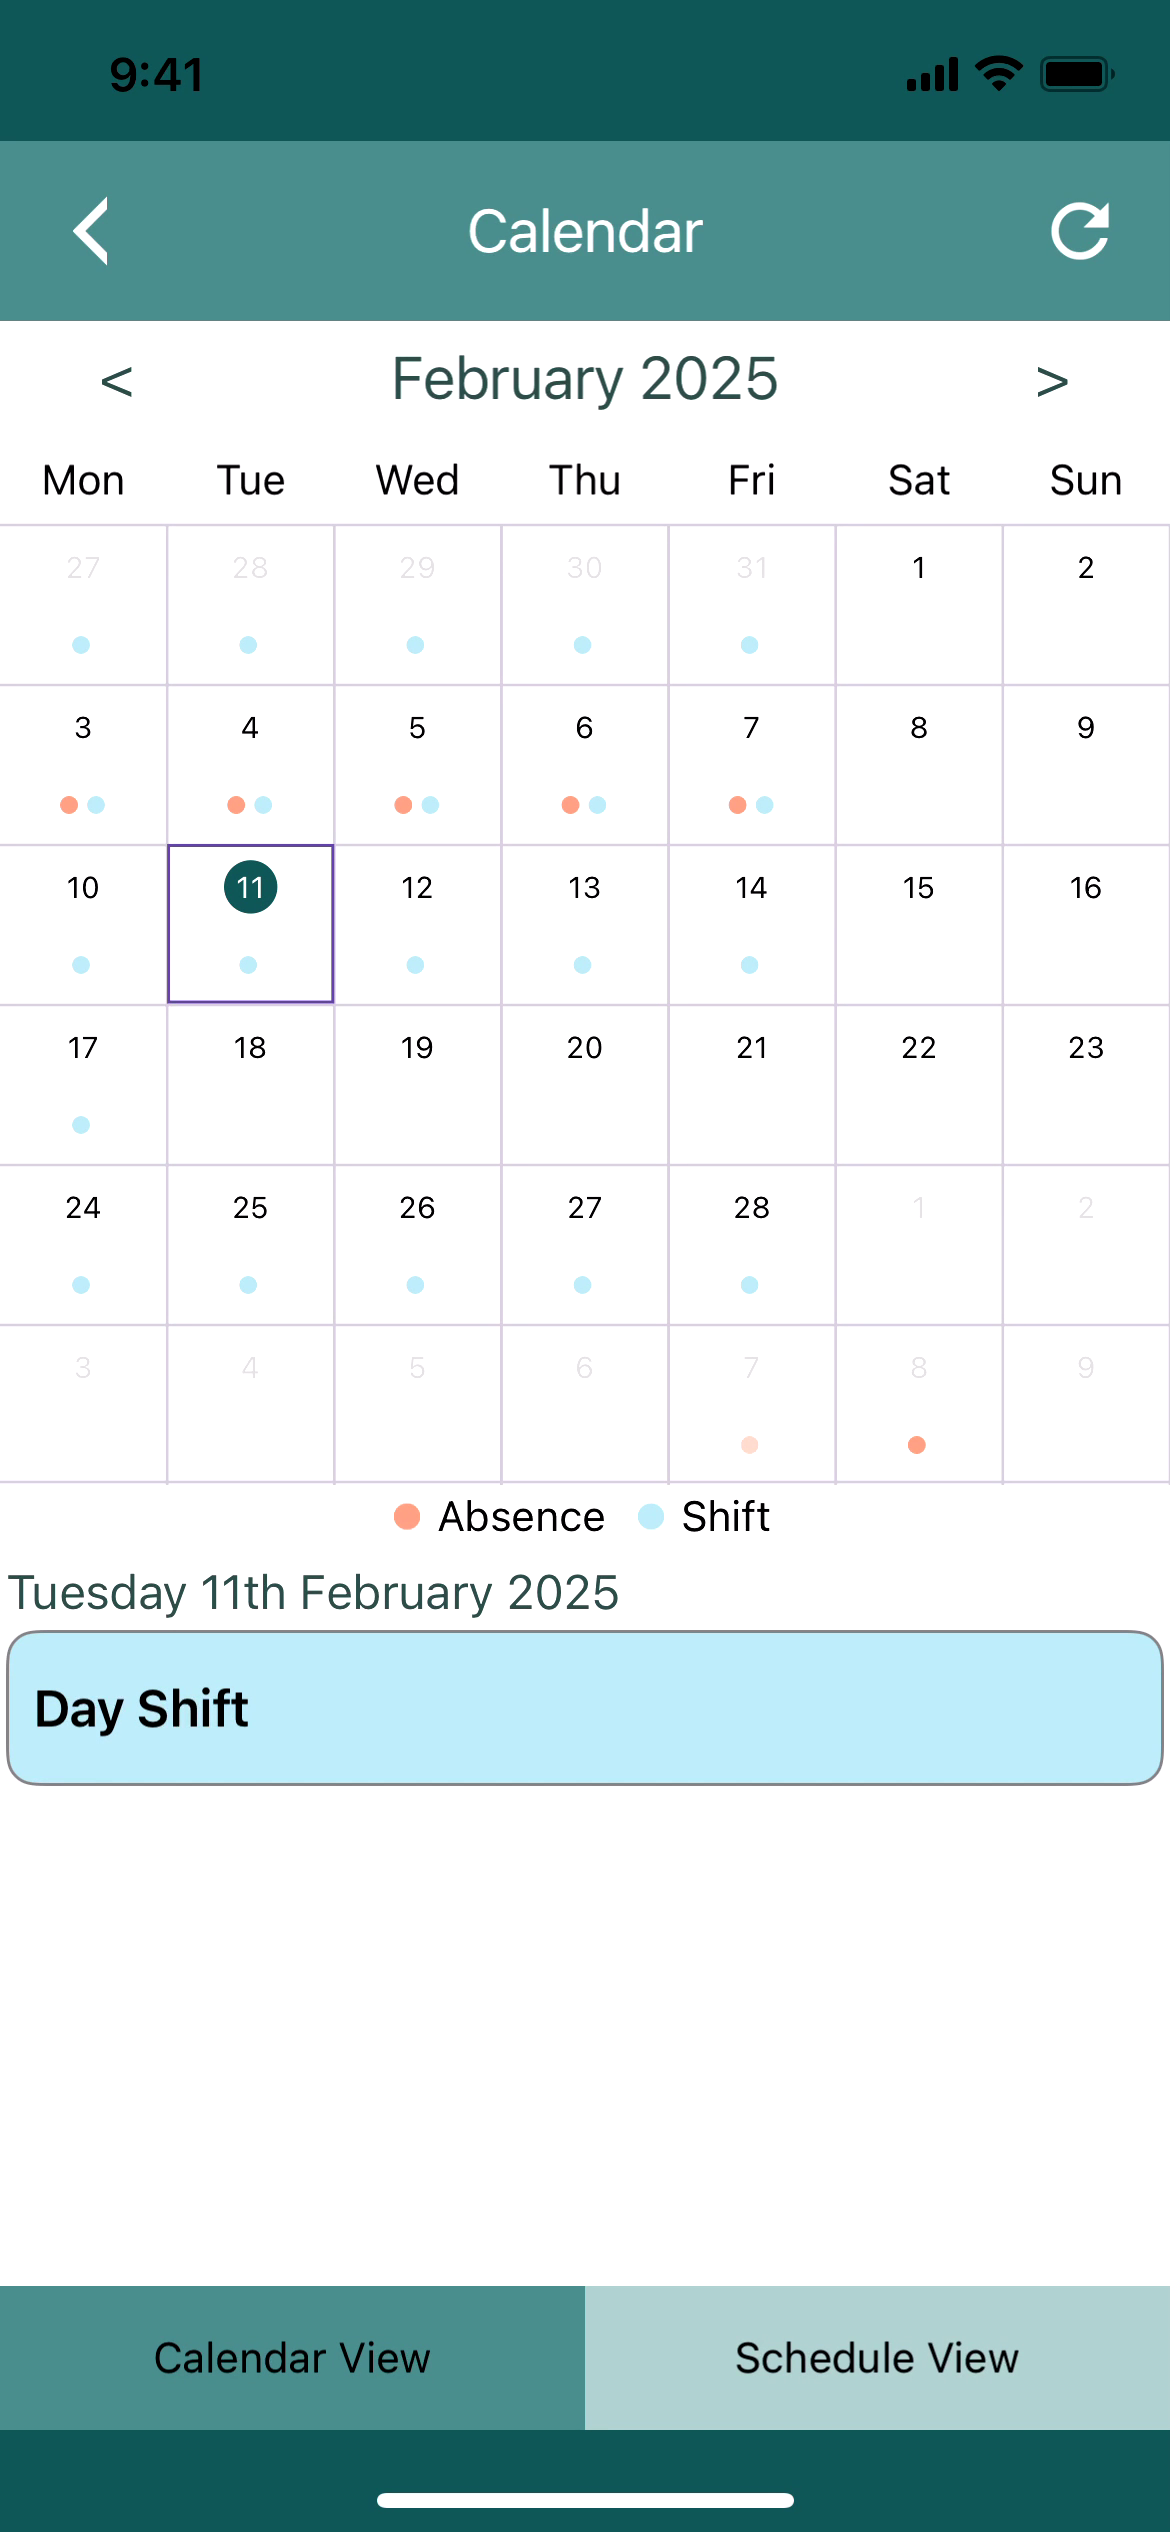 9:41
Calendar
< February 2025 >
Mon Tue Wed Thu Fri Sat Sun
27 28 29 30 31 1 2
3 4 5 6 7 8 9
10 11 12 13 14 15 16
17 18 19 20 21 22 23
24 25 26 27 28 1 2
3 4 5 6 7 8 9
Absence Shift
Tuesday 11th February 2025
Day Shift
Calendar View Schedule View